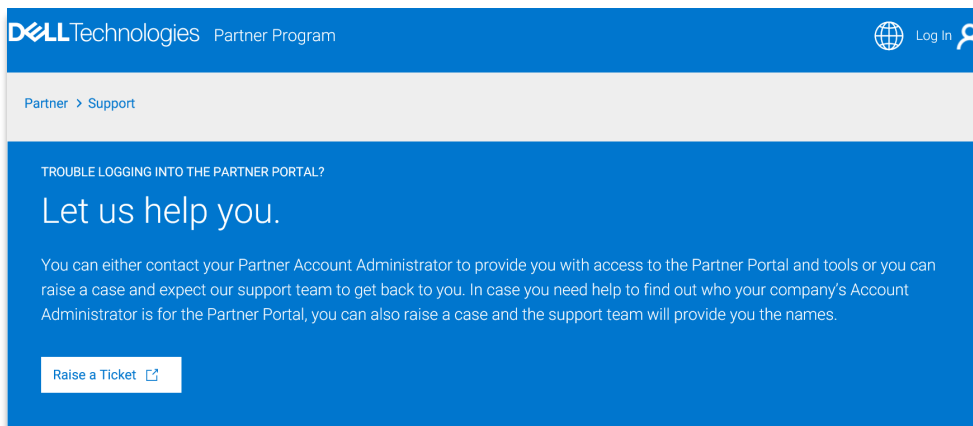 DELLTechnologies Partner Program
Log In
Partner > Support
TROUBLE LOGGING INTO THE PARTNER PORTAL?
Let us help you.
You can either contact your Partner Account Administrator to provide you with access to the Partner Portal and tools or you can
raise a case and expect our support team to get back to you. In case you need help to find out who your company's Account
Administrator is for the Partner Portal, you can also raise a case and the support team will provide you the names.
Raise a Ticket